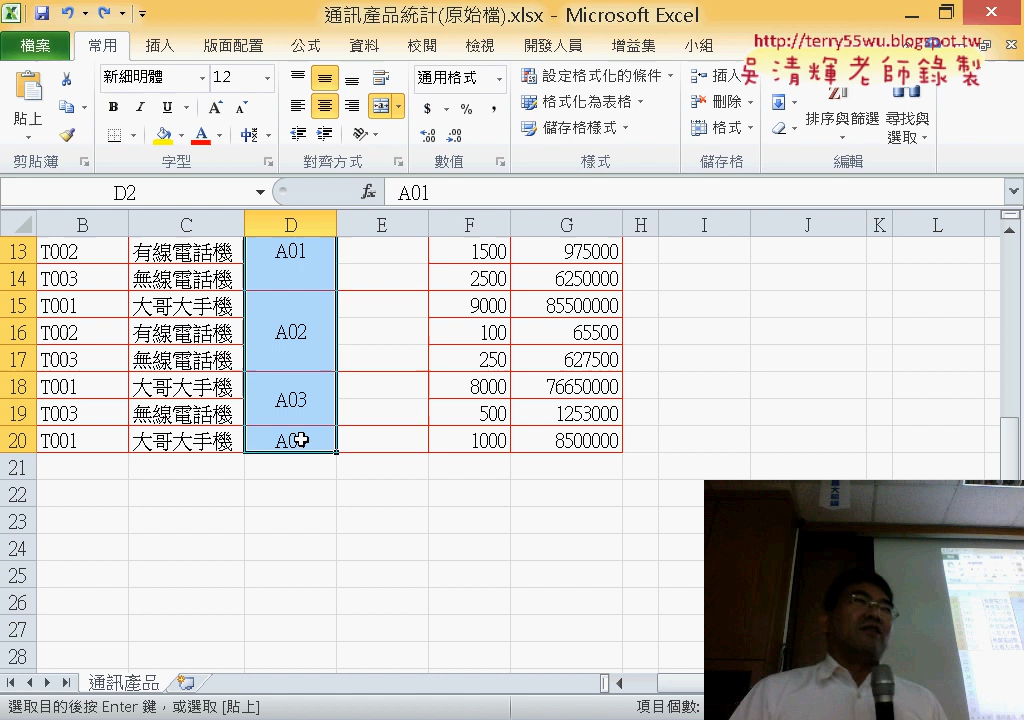 通訊產品統計(原始檔).xlsx - Microsoft Excel
檔案 常用 插入 版面配置 公式 資料 校閱 檢視 開發人員 增益集 小組
http://terry55wu.blogspot.tw
吳清輝老師錄製
貼上
新細明體 12
B I U
中
通用格式
$ % ,
設定格式化的條件
格式化為表格
儲存格樣式
插入
刪除
格式
排序與篩選 尋找與
選取
剪貼簿 字型 對齊方式 數值 樣式 儲存格 編輯
D2 fx A01
B C D E F G H I J K L
13 T002 有線電話機 A01 1500 975000
14 T003 無線電話機 2500 6250000
15 T001 大哥大手機 9000 85500000
16 T002 有線電話機 A02 100 65500
17 T003 無線電話機 250 627500
18 T001 大哥大手機 8000 76650000
A03
19 T003 無線電話機 500 1253000
20 T001 大哥大手機 1000 8500000
21
22
23
24
25
26
27
28
通訊產品
選取目的後按 Enter 鍵，或選取 [貼上] 項目個數: